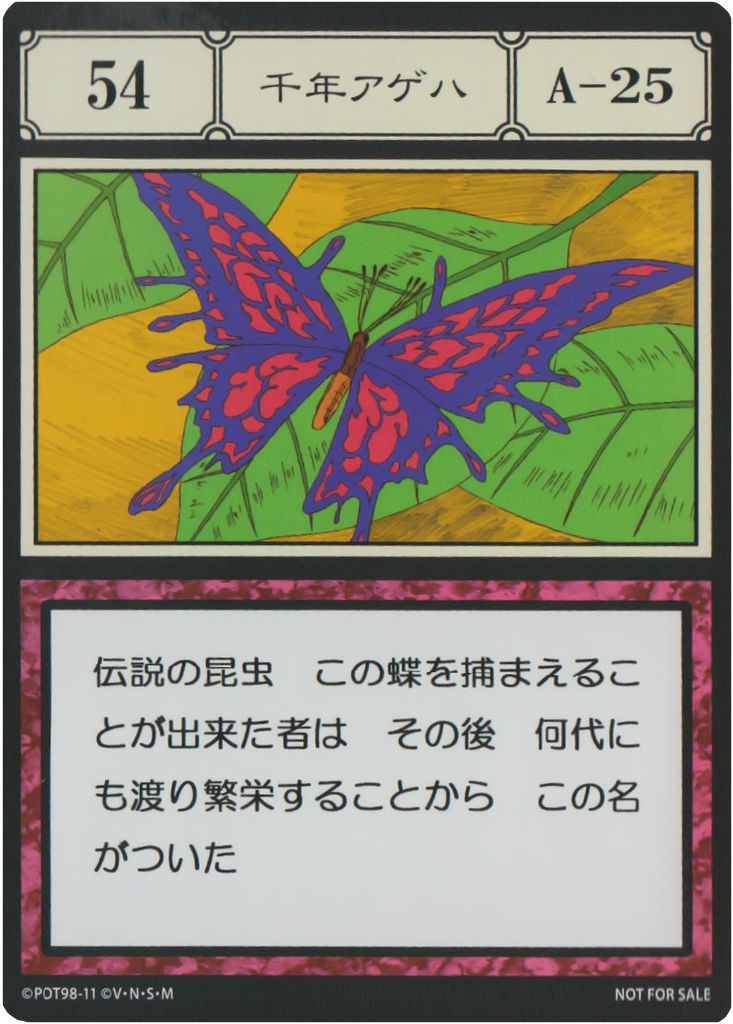 54
千年アゲハ
A-25
伝説の昆虫　この蝶を捕まえるこ
とが出来た者は　その後　何代に
も渡り繁栄することから　この名
がついた
©POT98-11 ©V・N・S・M
NOT FOR SALE